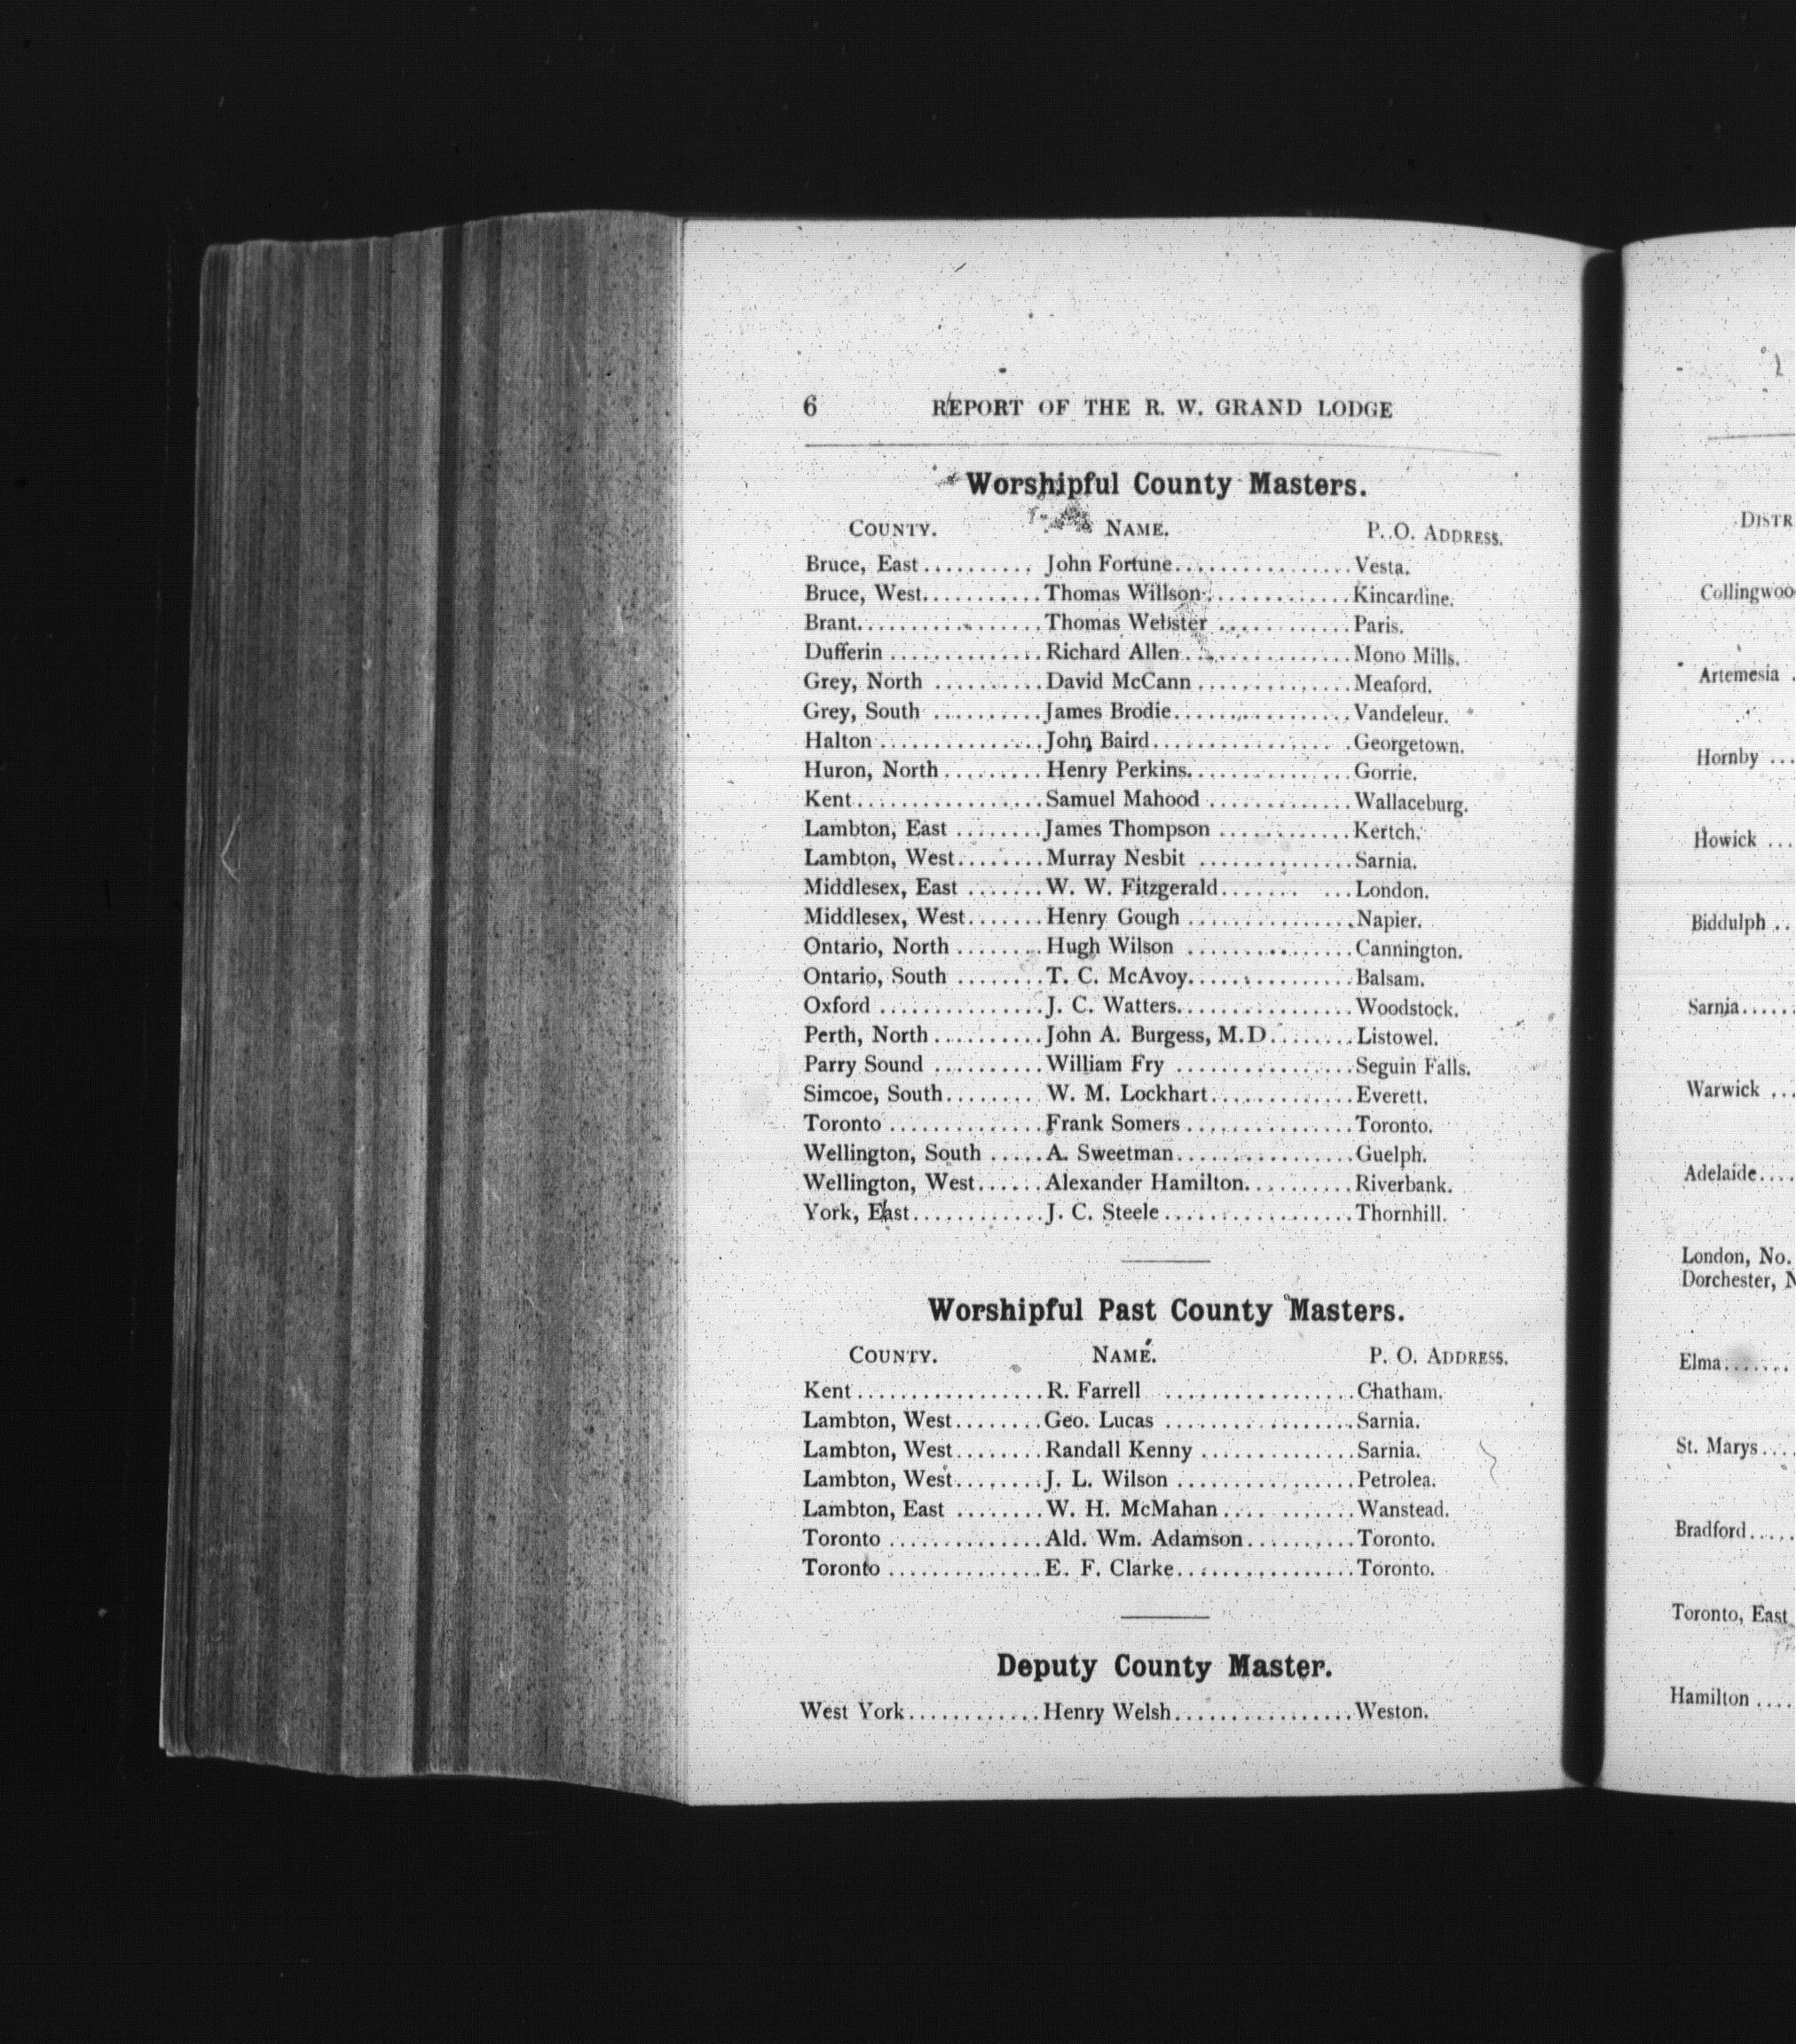 6 REPORT OF THE R. W. GRAND LODGE
Worshipful County Masters.
COUNTY. NAME. P. O. ADDRESS.
Bruce, East.......... John Fortune................Vesta.
Bruce, West...........Thomas Willson..............Kincardine.
Brant.................Thomas Webster ............Paris.
Dufferin ..............Richard Allen...............Mono Mills.
Grey, North ..........David McCann ..............Meaford.
Grey, South ..........James Brodie................Vandeleur.
Halton ...............John Baird................ .Georgetown.
Huron, North.........Henry Perkins...............Gorrie.
Kent.................Samuel Mahood .............Wallaceburg.
Lambton, East ........James Thompson ............Kertch.
Lambton, West........Murray Nesbit ..............Sarnia.
Middlesex, East .......W. W. Fitzgerald....... ...London.
Middlesex, West.......Henry Gough ...............Napier.
Ontario, North ........Hugh Wilson ...............Cannington.
Ontario, South ........T. C. McAvoy...............Balsam.
Oxford ...............J. C. Watters................Woodstock.
Perth, North ..........John A. Burgess, M.D........Listowel.
Parry Sound ..........William Fry ................Seguin Falls.
Simcoe, South.........W. M. Lockhart.............Everett.
Toronto ..............Frank Somers ...............Toronto.
Wellington, South .....A. Sweetman................Guelph.
Wellington, West......Alexander Hamilton..........Riverbank.
York, East............J. C. Steele.................Thornhill.
Worshipful Past County Masters.
COUNTY. NAME. P. O. ADDRESS.
Kent.................R. Farrell .................Chatham.
Lambton, West........Geo. Lucas .................Sarnia.
Lambton, West........Randall Kenny ..............Sarnia.
Lambton, West........J. L. Wilson ................Petrolea.
Lambton, East ........W. H. McMahan.... .......Wanstead.
Toronto ..............Ald. Wm. Adamson..........Toronto.
Toronto ..............E. F. Clarke................Toronto.
Deputy County Master.
West York............Henry Welsh................Weston.
DISTR
Collingwoo
Artemesia .
Hornby ...
Howick ...
Biddulph ..
Sarnia.....
Warwick ...
Adelaide....
London, No.
Dorchester, N
Elma.......
St. Marys....
Bradford.....
Toronto, East
Hamilton ....